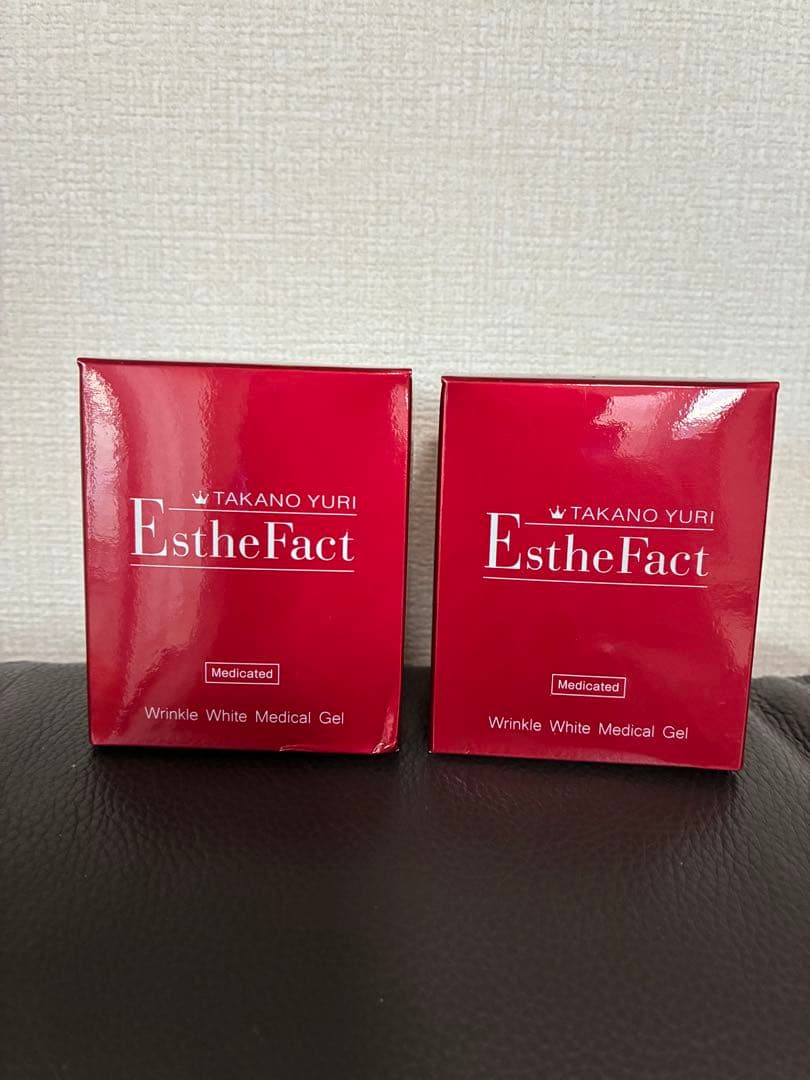 TAKANO YURI
EstheFact
Medicated
Wrinkle White Medical Gel
TAKANO YURI
EstheFact
Medicated
Wrinkle White Medical Gel